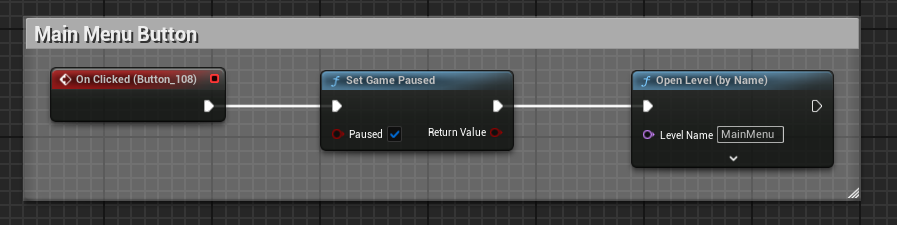 Main Menu Button
On Clicked (Button_108)
Set Game Paused
Paused
Return Value
Open Level (by Name)
Level Name MainMenu